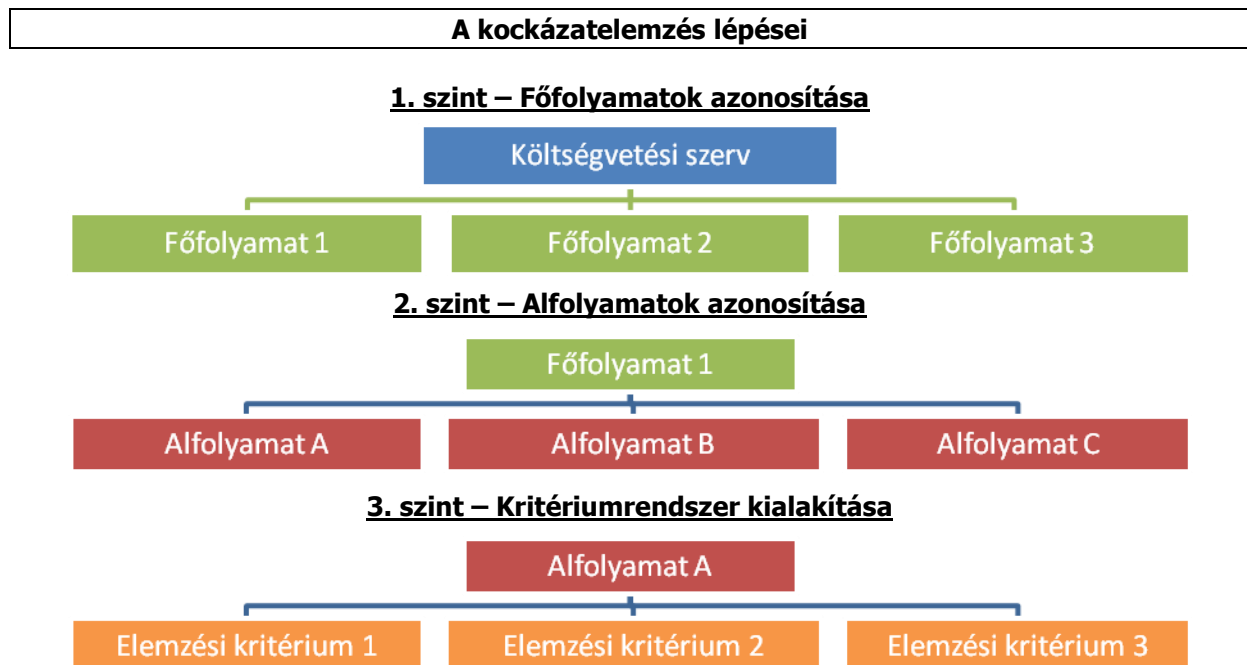 A kockázatelemzés lépései
1. szint – Főfolyamatok azonosítása
Költségvetési szerv
Főfolyamat 1
Főfolyamat 2
Főfolyamat 3
2. szint – Alfolyamatok azonosítása
Főfolyamat 1
Alfolyamat A
Alfolyamat B
Alfolyamat C
3. szint – Kritériumrendszer kialakítása
Alfolyamat A
Elemzési kritérium 1
Elemzési kritérium 2
Elemzési kritérium 3